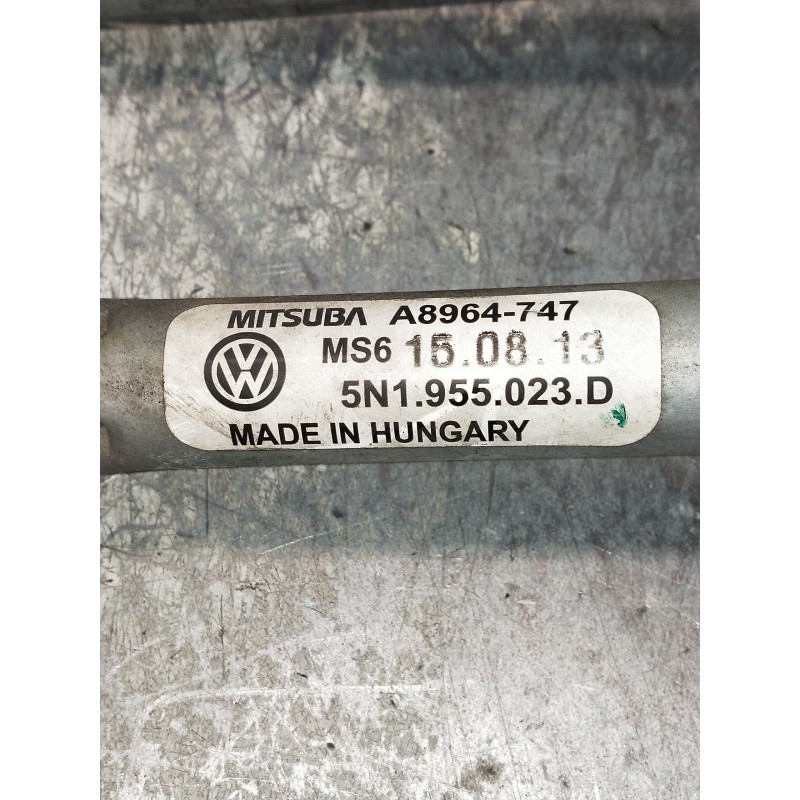 MITSUBA A8964-747
MS6 15.08.13
5N1.955.023.D
MADE IN HUNGARY